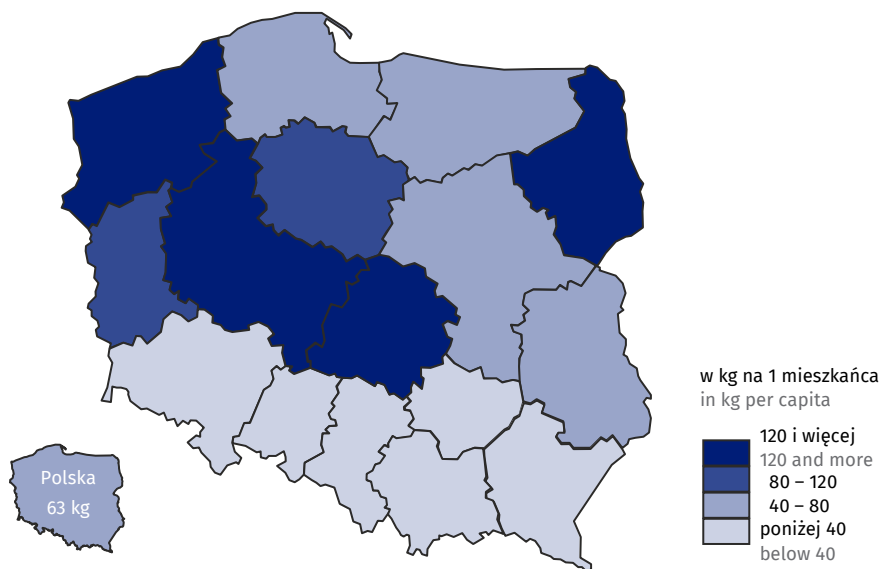 w kg na 1 mieszkańca
in kg per capita
120 i więcej
120 and more
80 – 120
40 – 80
poniżej 40
below 40
Polska
63 kg